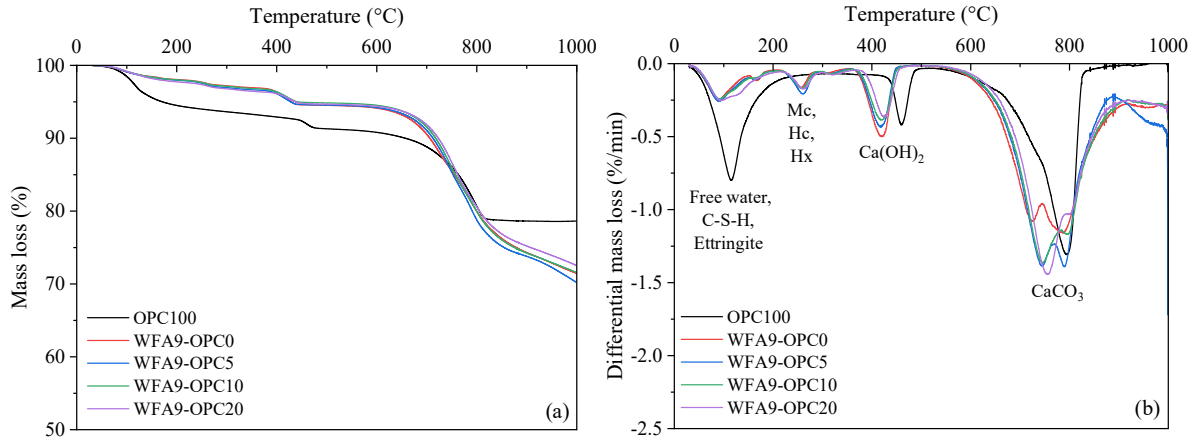 Temperature (°C)
0 200 400 600 800 1000
100
90
80
70
60
50
Mass loss (%)
OPC100
WFA9-OPC0
WFA9-OPC5
WFA9-OPC10
WFA9-OPC20
(a)
Temperature (°C)
0 200 400 600 800 1000
0.0
-0.5
-1.0
-1.5
-2.0
-2.5
Differential mass loss (%/min)
Free water,
C-S-H,
Ettringite
Mc,
Hc,
Hx
Ca(OH)₂
CaCO₃
OPC100
WFA9-OPC0
WFA9-OPC5
WFA9-OPC10
WFA9-OPC20
(b)